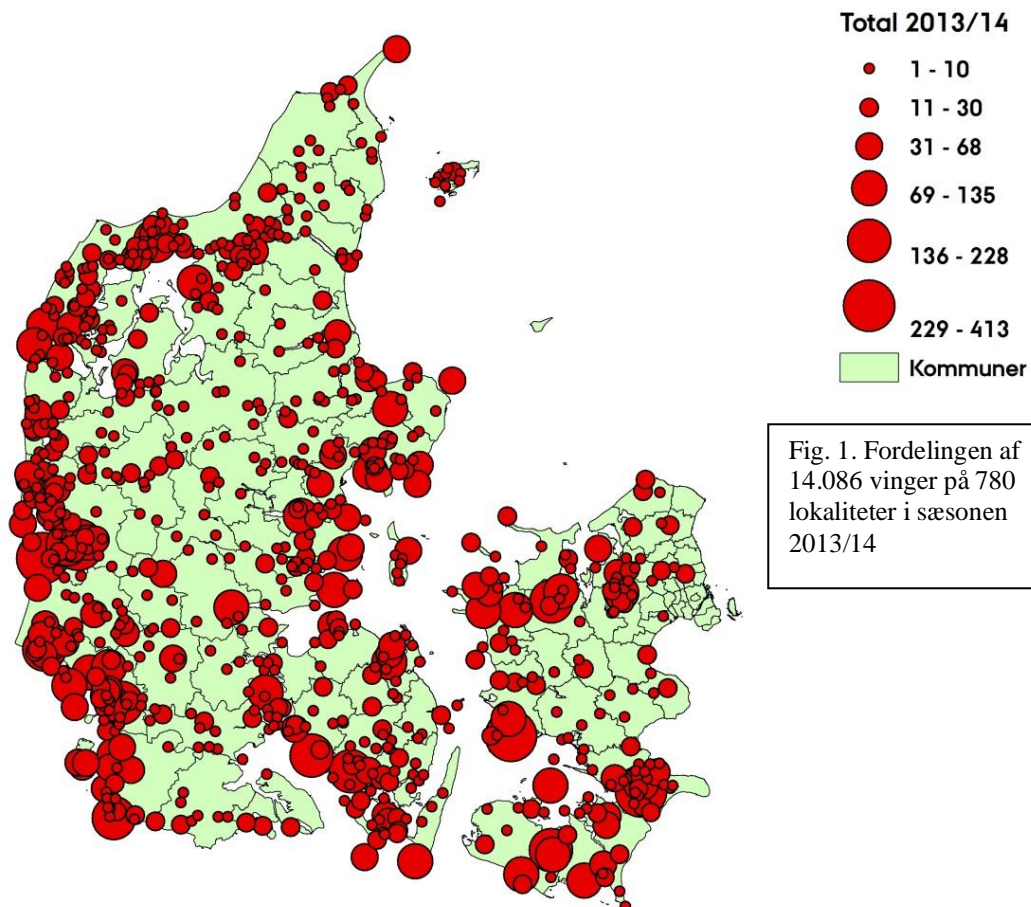 Total 2013/14
1 - 10
11 - 30
31 - 68
69 - 135
136 - 228
229 - 413
Kommuner
Fig. 1. Fordelingen af
14.086 vinger på 780
lokaliteter i sæsonen
2013/14